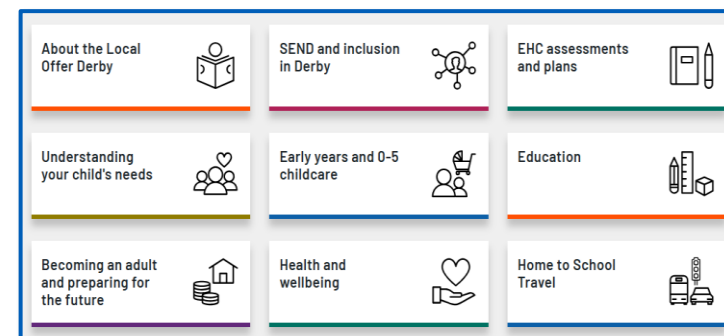 About the Local
Offer Derby
SEND and inclusion
in Derby
EHC assessments
and plans
Understanding
your child's needs
Early years and 0-5
childcare
Education
Becoming an adult
and preparing for
the future
Health and
wellbeing
Home to School
Travel